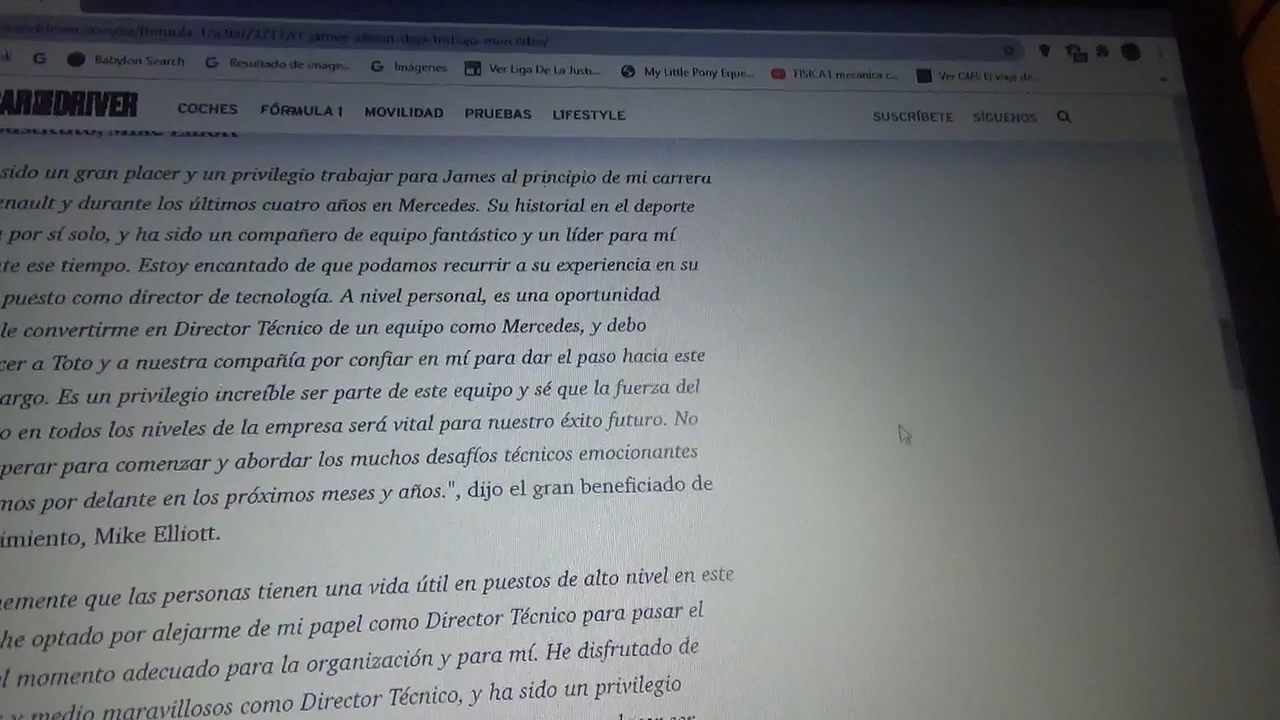 Babylon Search Resultado de image... Imágenes Ver Liga De La Justi... My Little Pony Eque... FISICA1 mecanica c... Ver Olé: El viaje de...
CAR AND DRIVER COCHES FÓRMULA 1 MOVILIDAD PRUEBAS LIFESTYLE SUSCRÍBETE SÍGUENOS
sido un gran placer y un privilegio trabajar para James al principio de mi carrera
enault y durante los últimos cuatro años en Mercedes. Su historial en el deporte
por sí solo, y ha sido un compañero de equipo fantástico y un líder para mí
te ese tiempo. Estoy encantado de que podamos recurrir a su experiencia en su
puesto como director de tecnología. A nivel personal, es una oportunidad
le convertirme en Director Técnico de un equipo como Mercedes, y debo
cer a Toto y a nuestra compañía por confiar en mí para dar el paso hacia este
argo. Es un privilegio increíble ser parte de este equipo y sé que la fuerza del
o en todos los niveles de la empresa será vital para nuestro éxito futuro. No
perar para comenzar y abordar los muchos desafíos técnicos emocionantes
mos por delante en los próximos meses y años.", dijo el gran beneficiado de
imiento, Mike Elliott.
emente que las personas tienen una vida útil en puestos de alto nivel en este
he optado por alejarme de mi papel como Director Técnico para pasar el
l momento adecuado para la organización y para mí. He disfrutado de
y medio maravillosos como Director Técnico, y ha sido un privilegio